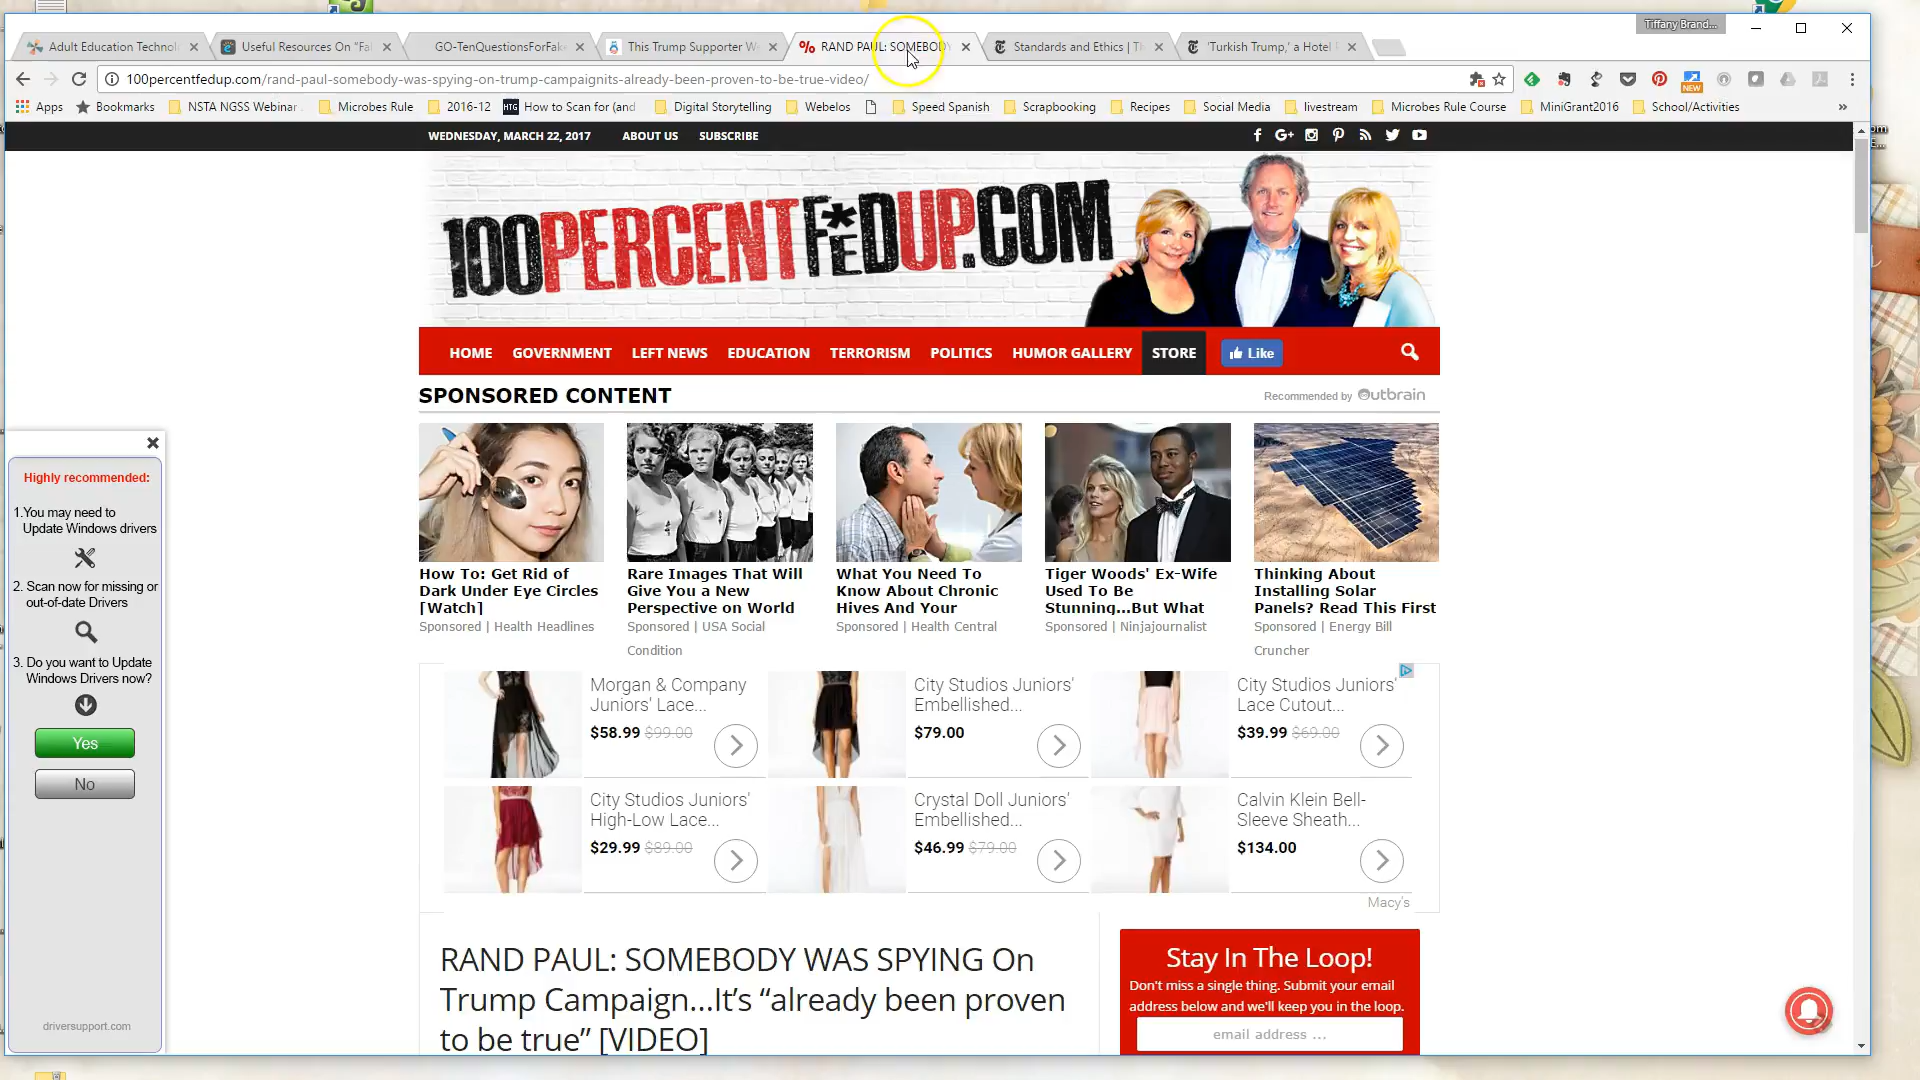 Tiffany Brand...
Adult Education Technol
Useful Resources On "Fa
GO-TenQuestionsForFake
This Trump Supporter W
RAND PAUL: SOMEBODY
Standards and Ethics | Th
'Turkish Trump,' a Hotel
100percentfedup.com/rand-paul-somebody-was-spying-on-trump-campaignits-already-been-proven-to-be-true-video/
NEW
Apps
Bookmarks
NSTA NGSS Webinar
Microbes Rule
2016-12
HTG How to Scan for (and
Digital Storytelling
Webelos
Speed Spanish
Scrapbooking
Recipes
Social Media
livestream
Microbes Rule Course
MiniGrant2016
School/Activities
»
WEDNESDAY, MARCH 22, 2017 ABOUT US SUBSCRIBE
100PERCENTF*EDUP.COM
HOME GOVERNMENT LEFT NEWS EDUCATION TERRORISM POLITICS HUMOR GALLERY STORE Like
SPONSORED CONTENT
Recommended by Outbrain
How To: Get Rid of
Dark Under Eye Circles
[Watch]
Sponsored | Health Headlines
Rare Images That Will
Give You a New
Perspective on World
Sponsored | USA Social
Condition
What You Need To
Know About Chronic
Hives And Your
Sponsored | Health Central
Tiger Woods' Ex-Wife
Used To Be
Stunning...But What
Sponsored | Ninjajournalist
Thinking About
Installing Solar
Panels? Read This First
Sponsored | Energy Bill
Cruncher
Highly recommended:
1.You may need to
Update Windows drivers
2. Scan now for missing or
out-of-date Drivers
3. Do you want to Update
Windows Drivers now?
Yes
No
driversupport.com
Morgan & Company
Juniors' Lace...
$58.99 $99.00
City Studios Juniors'
Embellished...
$79.00
City Studios Juniors'
Lace Cutout...
$39.99 $69.00
City Studios Juniors'
High-Low Lace...
$29.99 $89.00
Crystal Doll Juniors'
Embellished...
$46.99 $79.00
Calvin Klein Bell-
Sleeve Sheath...
$134.00
Macy's
RAND PAUL: SOMEBODY WAS SPYING On
Trump Campaign...It's “already been proven
to be true” [VIDEO]
Stay In The Loop!
Don't miss a single thing. Submit your email
address below and we'll keep you in the loop.
email address ...